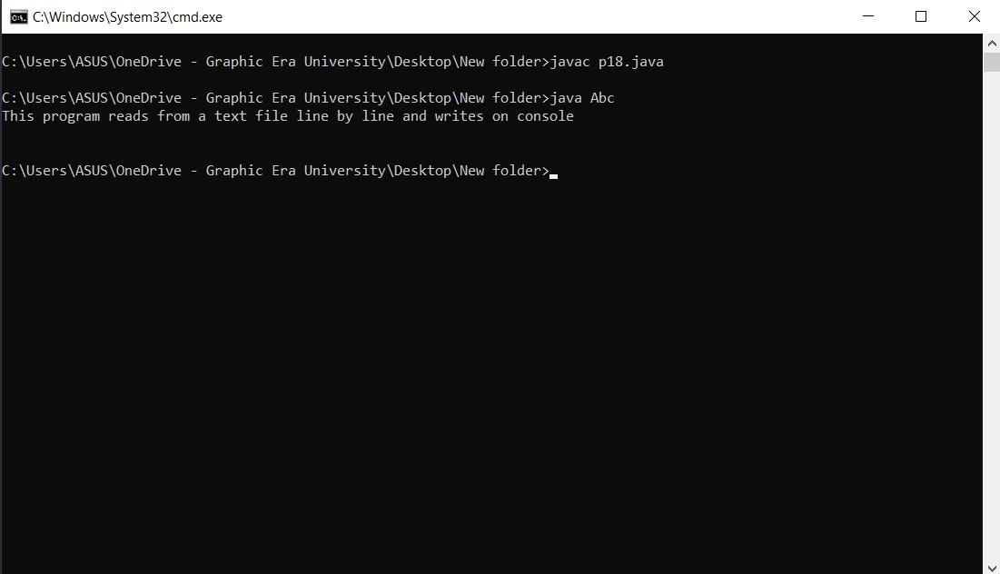 C:\Windows\System32\cmd.exe
C:\Users\ASUS\OneDrive - Graphic Era University\Desktop\New folder>javac p18.java
C:\Users\ASUS\OneDrive - Graphic Era University\Desktop\New folder>java Abc
This program reads from a text file line by line and writes on console
C:\Users\ASUS\OneDrive - Graphic Era University\Desktop\New folder>